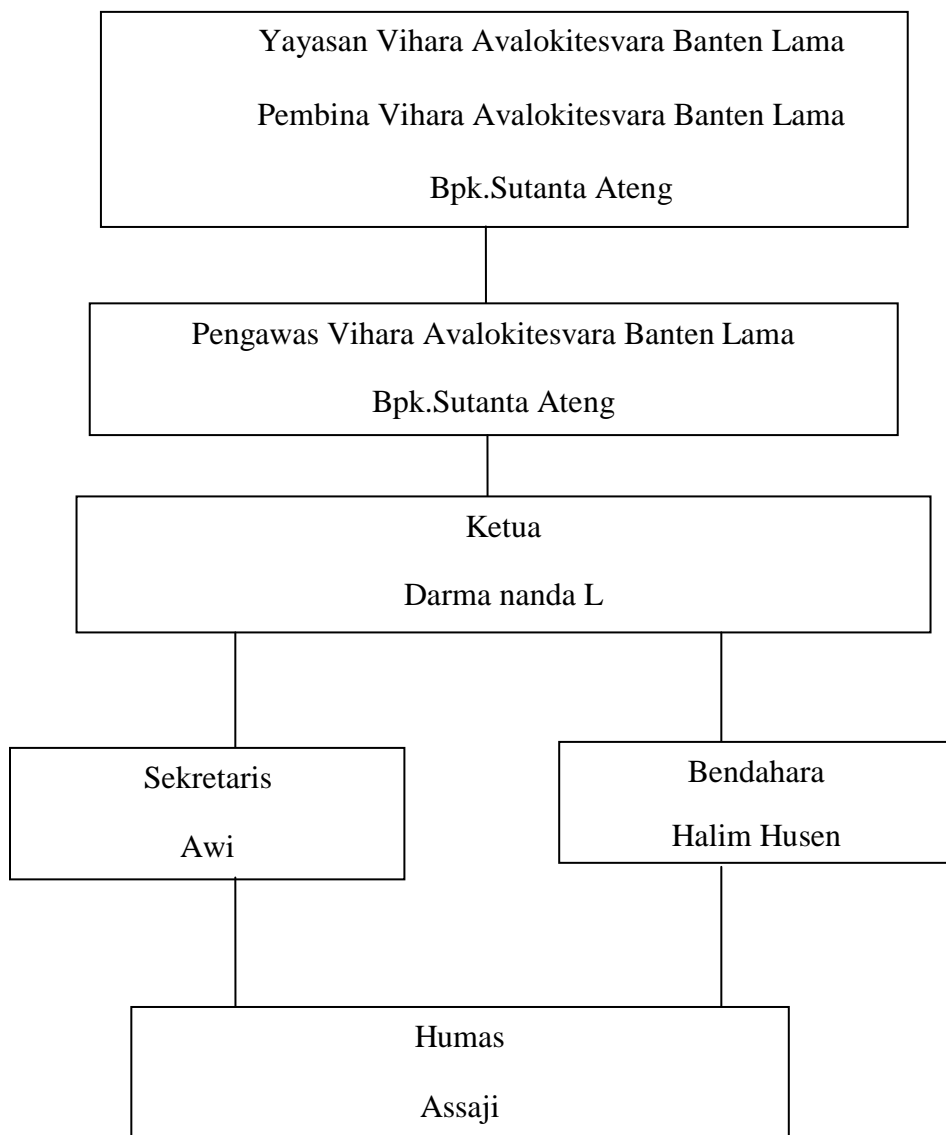 Yayasan Vihara Avalokitesvara Banten Lama
Pembina Vihara Avalokitesvara Banten Lama
Bpk.Sutanta Ateng
Pengawas Vihara Avalokitesvara Banten Lama
Bpk.Sutanta Ateng
Ketua
Darma nanda L
Sekretaris
Awi
Bendahara
Halim Husen
Humas
Assaji